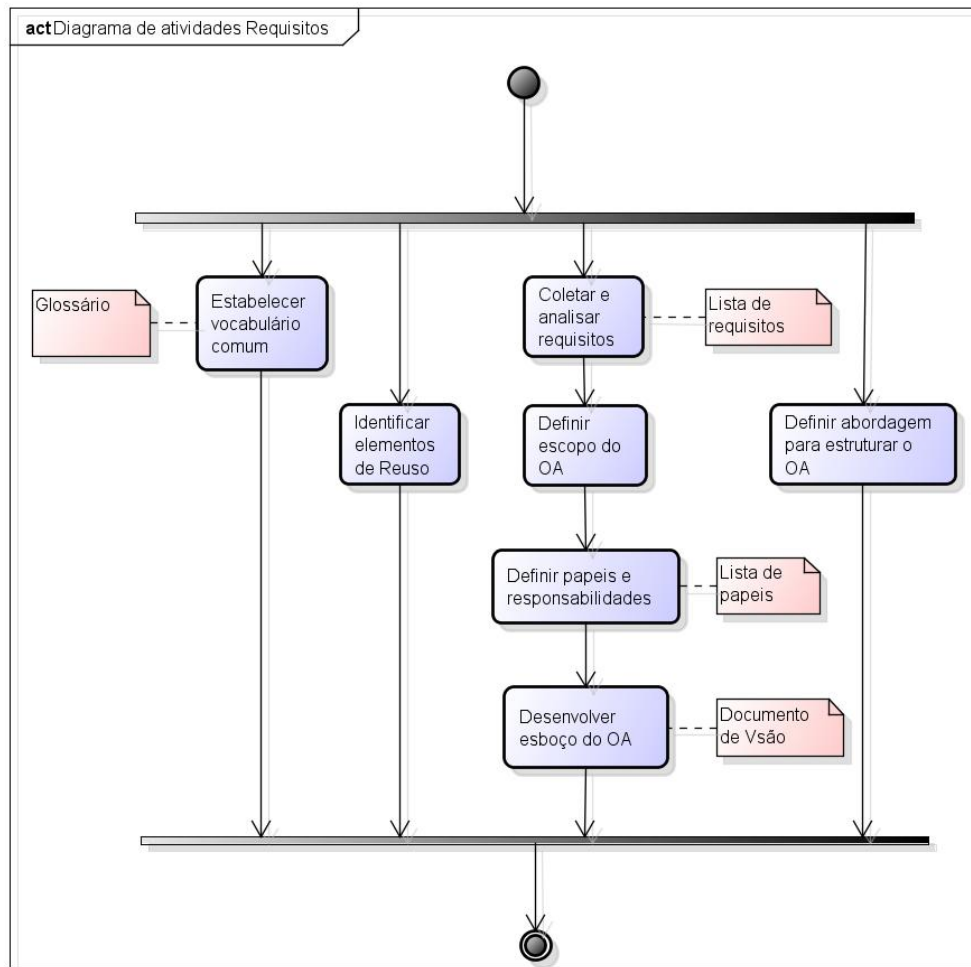 act Diagrama de atividades Requisitos
Glossário
Estabelecer
vocabulário
comum
Coletar e
analisar
requisitos
Lista de
requisitos
Identificar
elementos
de Reuso
Definir
escopo do
OA
Definir abordagem
para estruturar o
OA
Definir papeis e
responsabilidades
Lista de
papeis
Desenvolver
esboço do OA
Documento
de Vsão